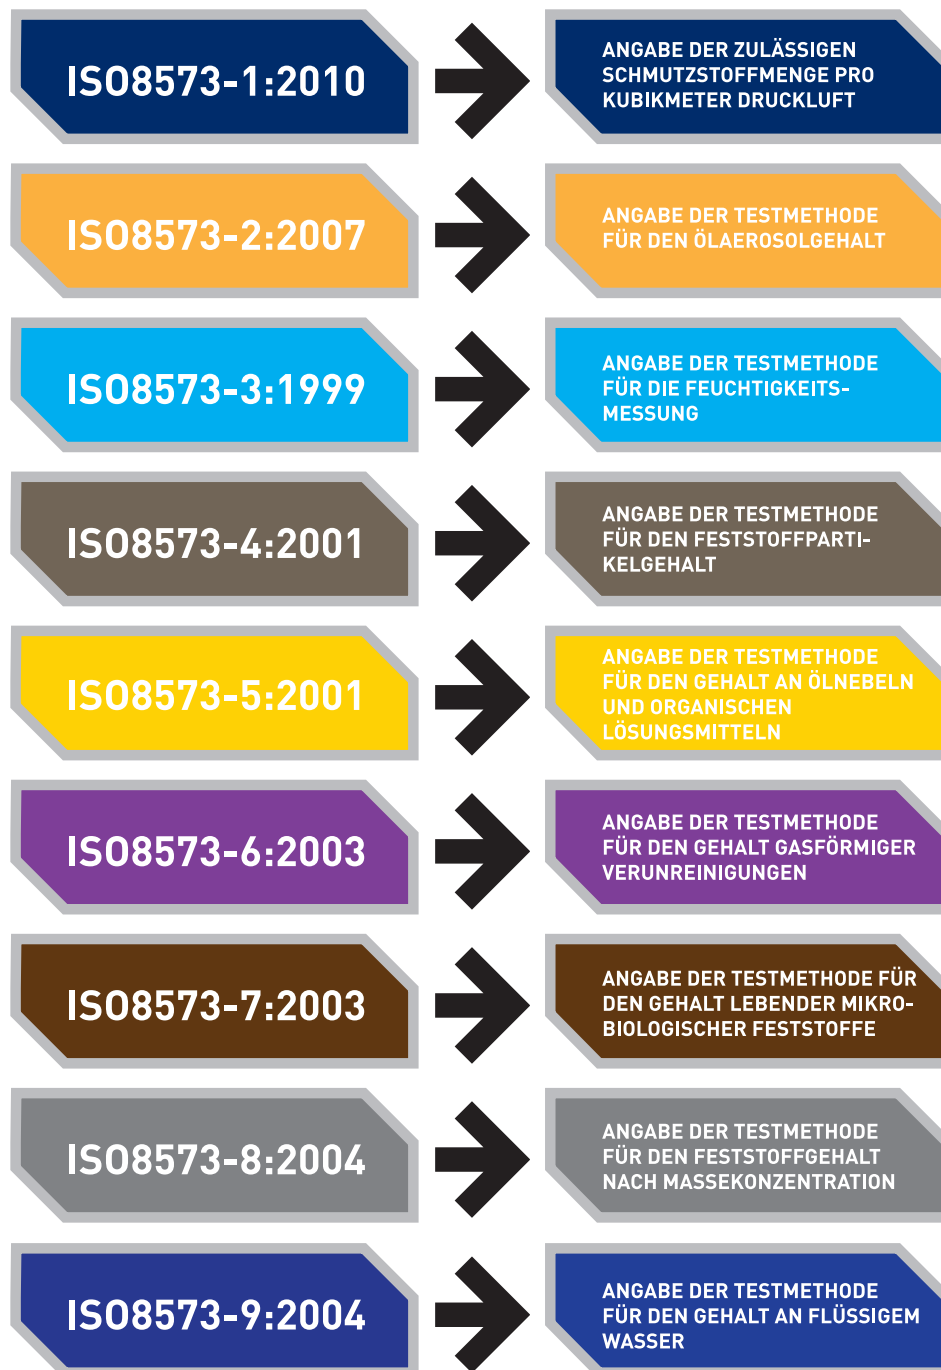 ISO8573-1:2010
ANGABE DER ZULÄSSIGEN
SCHMUTZSTOFFMENGE PRO
KUBIKMETER DRUCKLUFT
ISO8573-2:2007
ANGABE DER TESTMETHODE
FÜR DEN ÖLAEROSOLGEHALT
ISO8573-3:1999
ANGABE DER TESTMETHODE
FÜR DIE FEUCHTIGKEITS-
MESSUNG
ISO8573-4:2001
ANGABE DER TESTMETHODE
FÜR DEN FESTSTOFFPARTI-
KELGEHALT
ISO8573-5:2001
ANGABE DER TESTMETHODE
FÜR DEN GEHALT AN ÖLNEBELN
UND ORGANISCHEN
LÖSUNGSMITTELN
ISO8573-6:2003
ANGABE DER TESTMETHODE
FÜR DEN GEHALT GASFÖRMIGER
VERUNREINIGUNGEN
ISO8573-7:2003
ANGABE DER TESTMETHODE FÜR
DEN GEHALT LEBENDER MIKRO-
BIOLOGISCHER FESTSTOFFE
ISO8573-8:2004
ANGABE DER TESTMETHODE
FÜR DEN FESTSTOFFGEHALT
NACH MASSEKONZENTRATION
ISO8573-9:2004
ANGABE DER TESTMETHODE
FÜR DEN GEHALT AN FLÜSSIGEM
WASSER